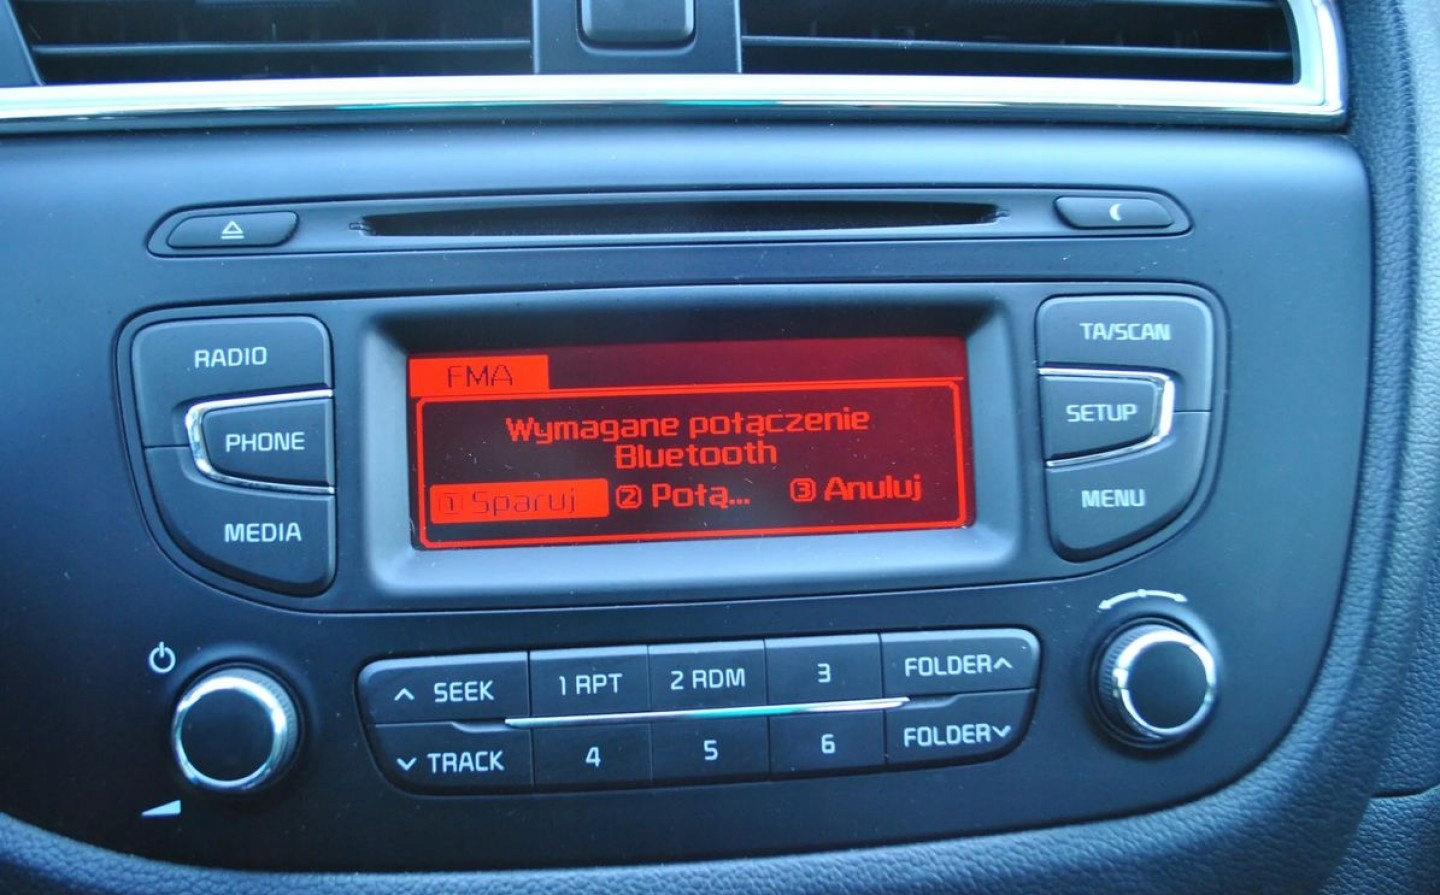 RADIO
PHONE
MEDIA
FMA
Wymagane połączenie
Bluetooth
1 Sparuj 2 Połą... 3 Anuluj
TA/SCAN
SETUP
MENU
SEEK 1 RPT 2 RDM 3 FOLDER
TRACK 4 5 6 FOLDER